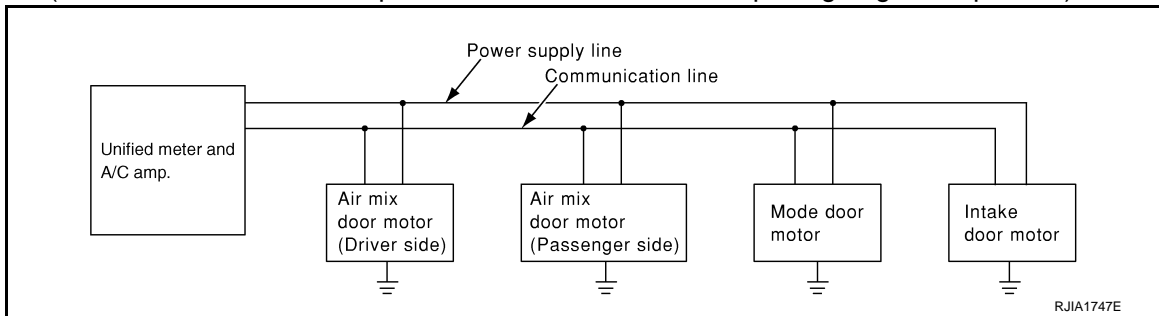 Power supply line
Communication line
Unified meter and
A/C amp.
Air mix
door motor
(Driver side)
Air mix
door motor
(Passenger side)
Mode door
motor
Intake
door motor
RJIA1747E